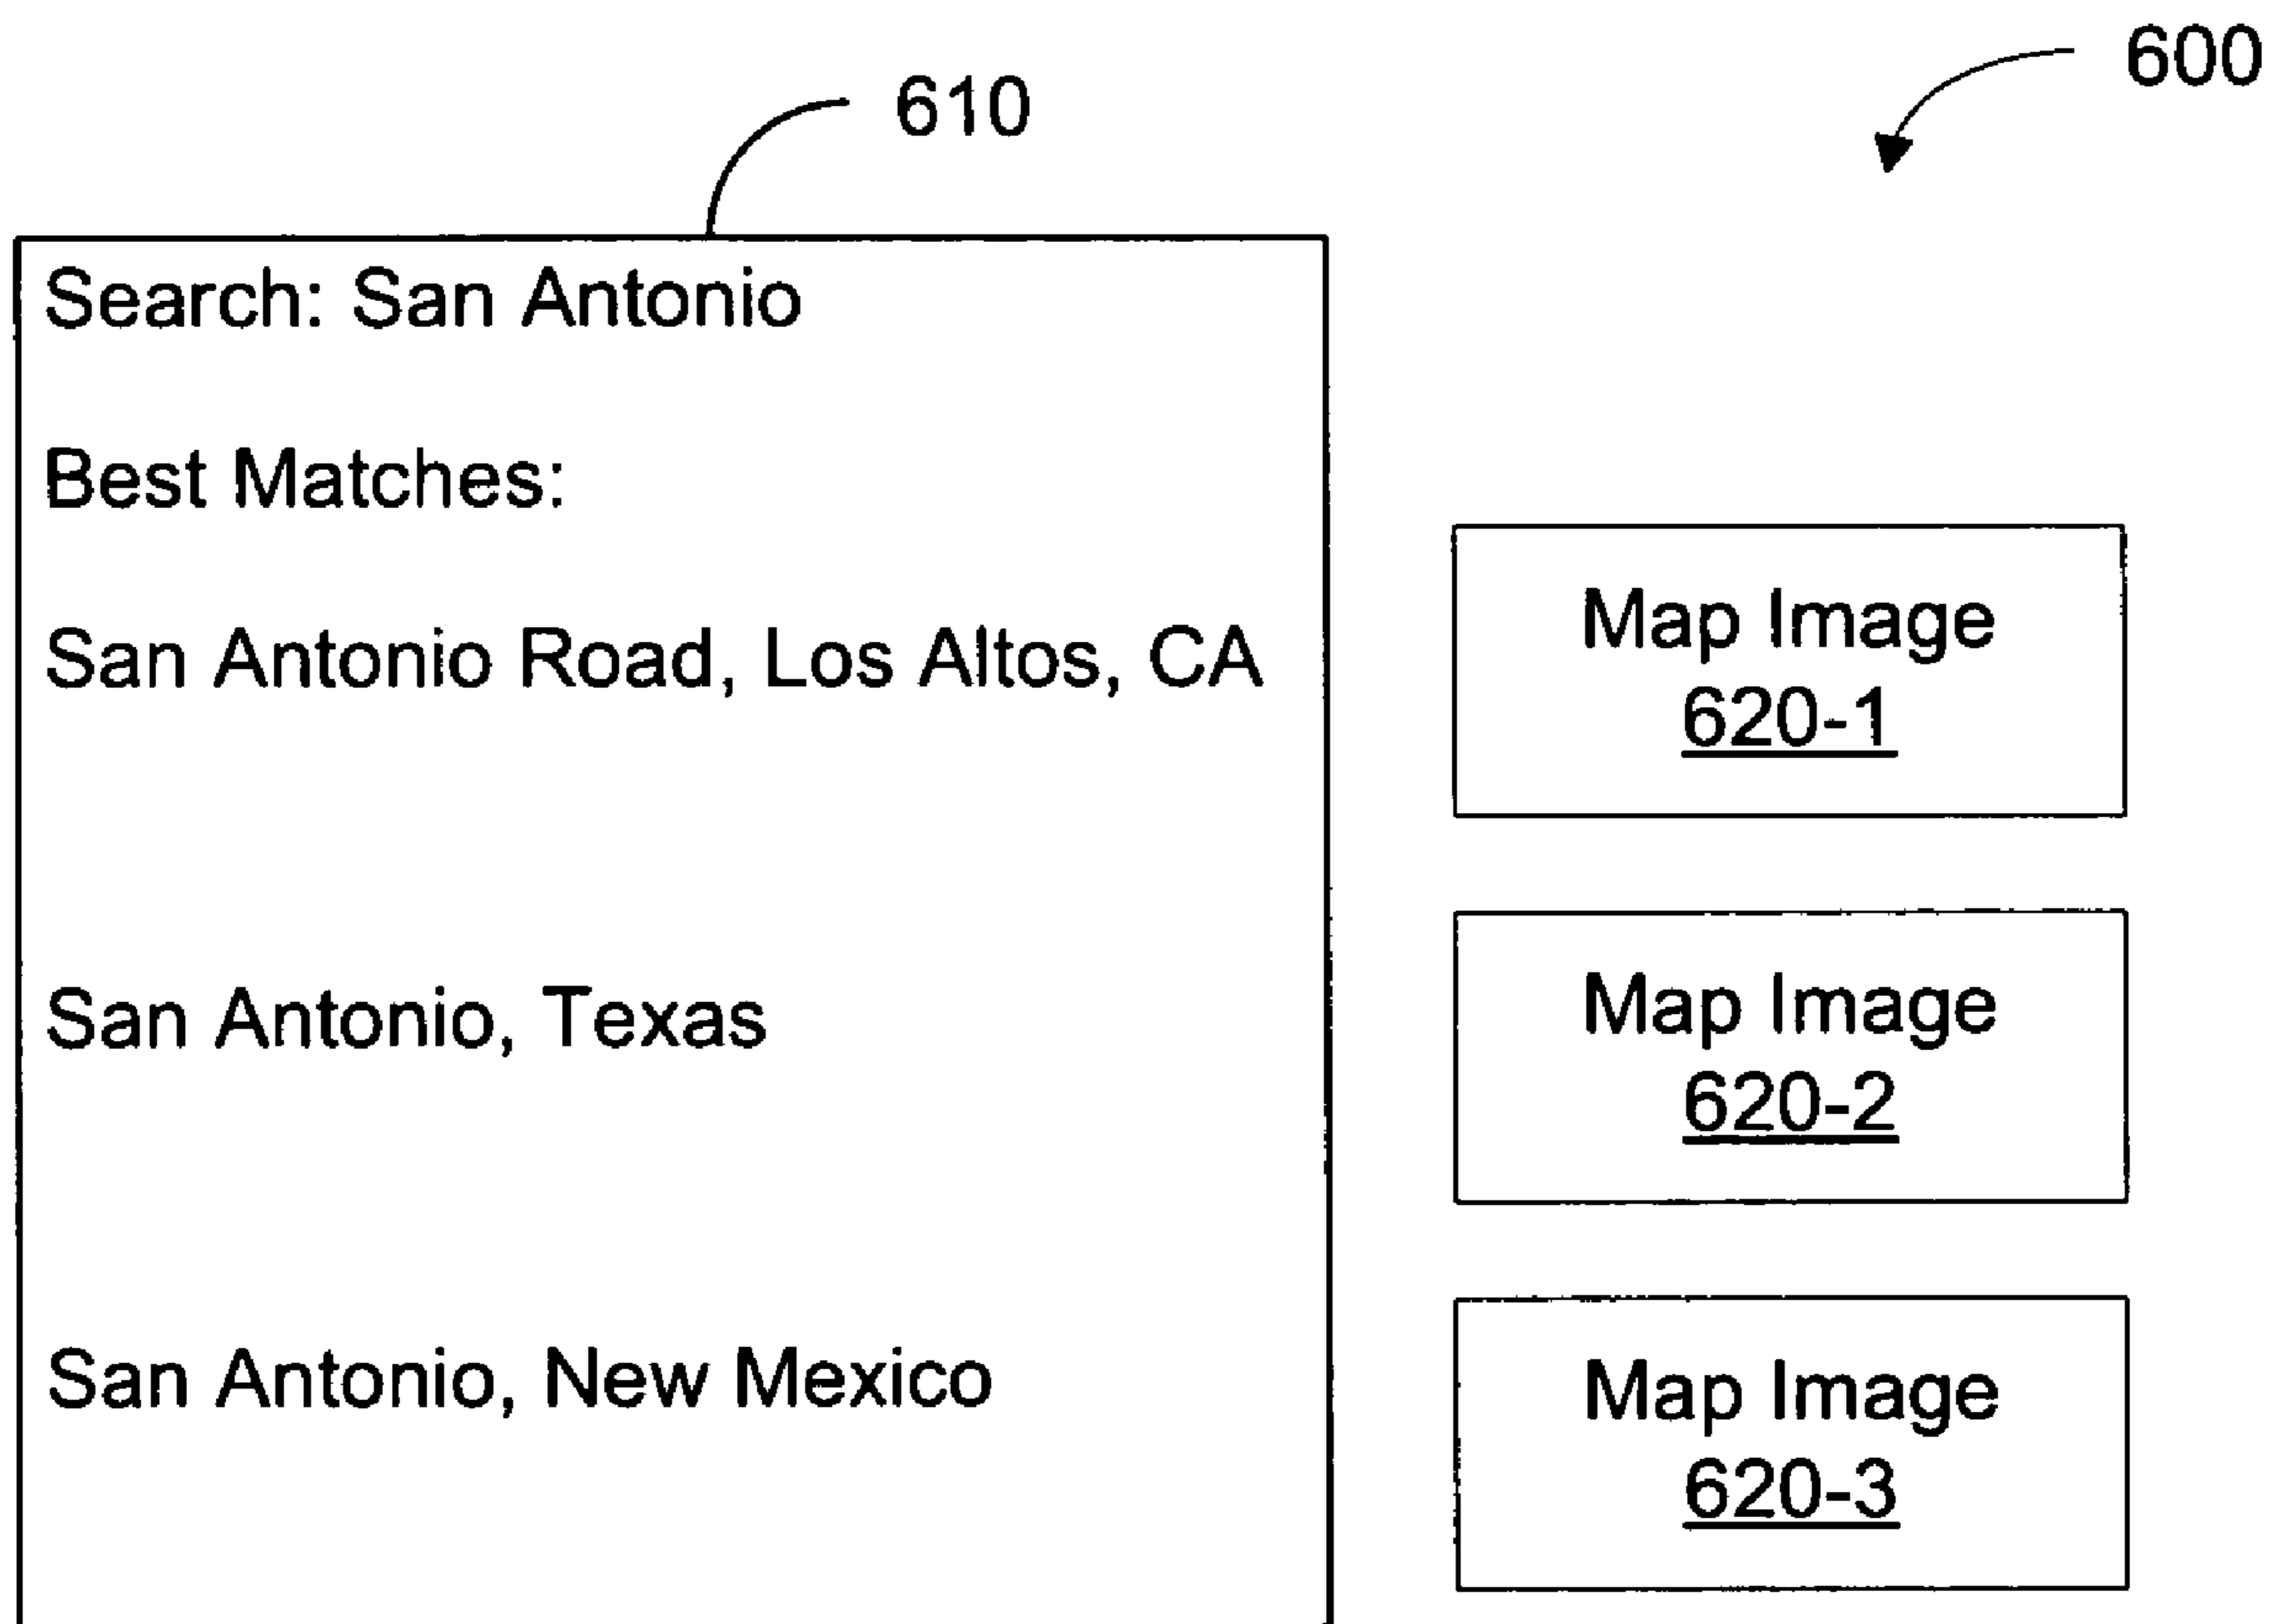 600
610
Search: San Antonio
Best Matches:
San Antonio Road, Los Altos, CA
San Antonio, Texas
San Antonio, New Mexico
Map Image
620-1
Map Image
620-2
Map Image
620-3